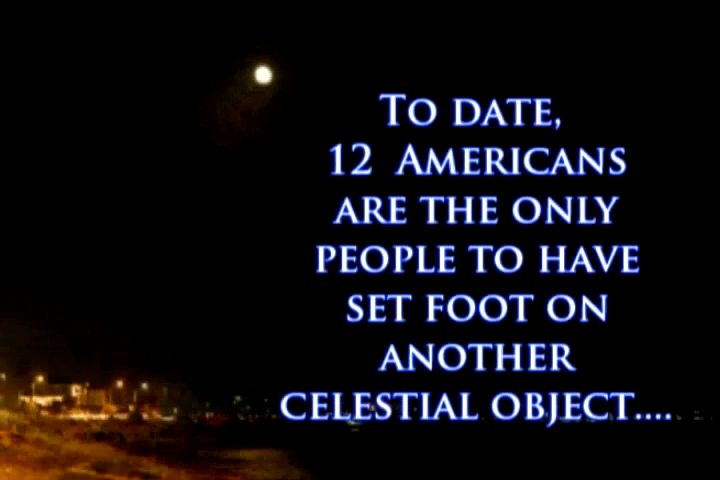 To date,
12 Americans
are the only
people to have
set foot on
another
celestial object....